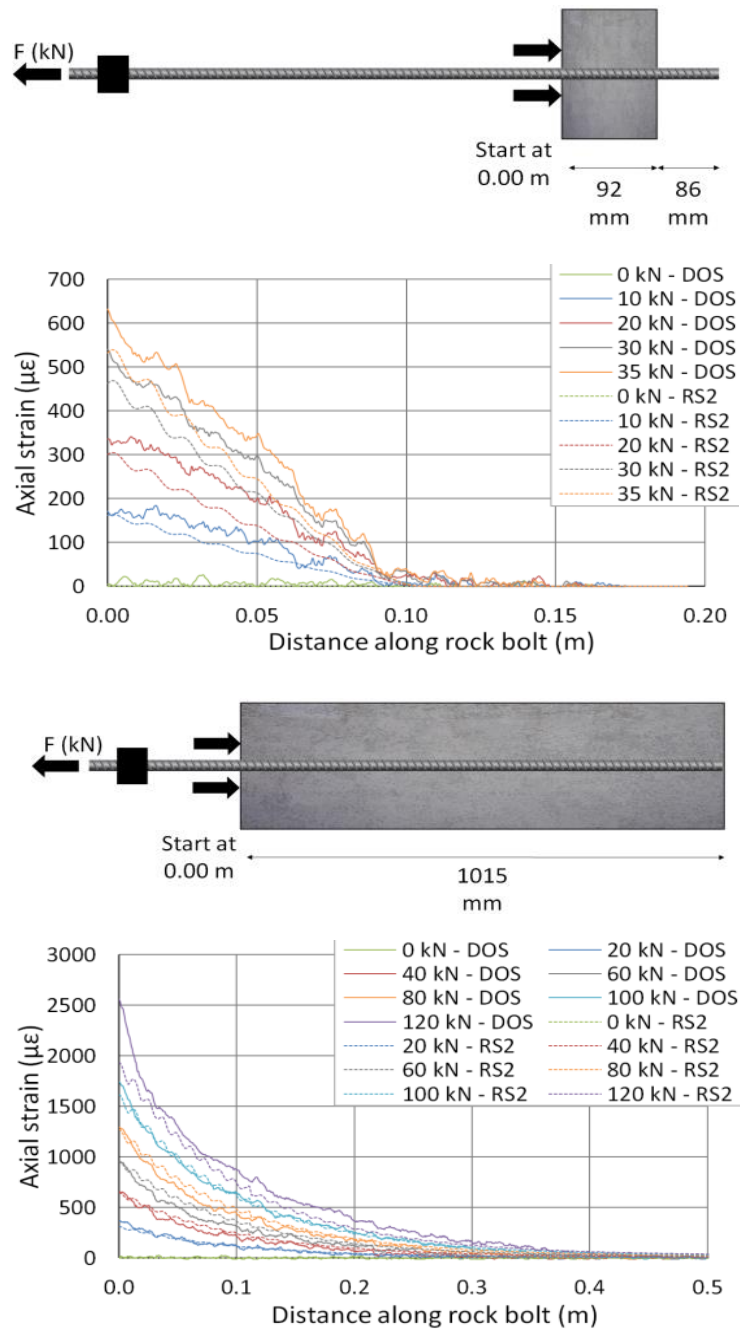 F (kN)
Start at
0.00 m
92
mm
86
mm
700
600
500
400
300
200
100
0
Axial strain (με)
0 kN - DOS
10 kN - DOS
20 kN - DOS
30 kN - DOS
35 kN - DOS
0 kN - RS2
10 kN - RS2
20 kN - RS2
30 kN - RS2
35 kN - RS2
0.00 0.05 0.10 0.15 0.20
Distance along rock bolt (m)
F (kN)
Start at
0.00 m
1015
mm
3000
2500
2000
1500
1000
500
0
Axial strain (με)
0 kN - DOS 20 kN - DOS
40 kN - DOS 60 kN - DOS
80 kN - DOS 100 kN - DOS
120 kN - DOS 0 kN - RS2
20 kN - RS2 40 kN - RS2
60 kN - RS2 80 kN - RS2
100 kN - RS2 120 kN - RS2
0.0 0.1 0.2 0.3 0.4 0.5
Distance along rock bolt (m)